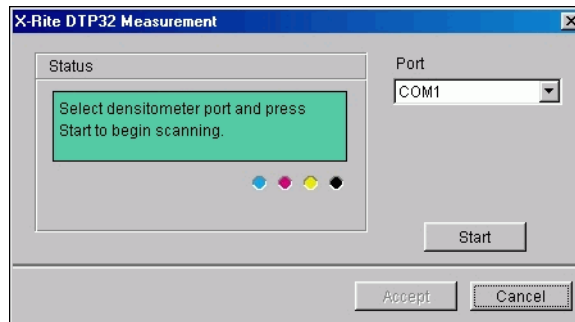 X-Rite DTP32 Measurement
Status
Select densitometer port and press
Start to begin scanning.
Port
COM1
Start
Accept
Cancel